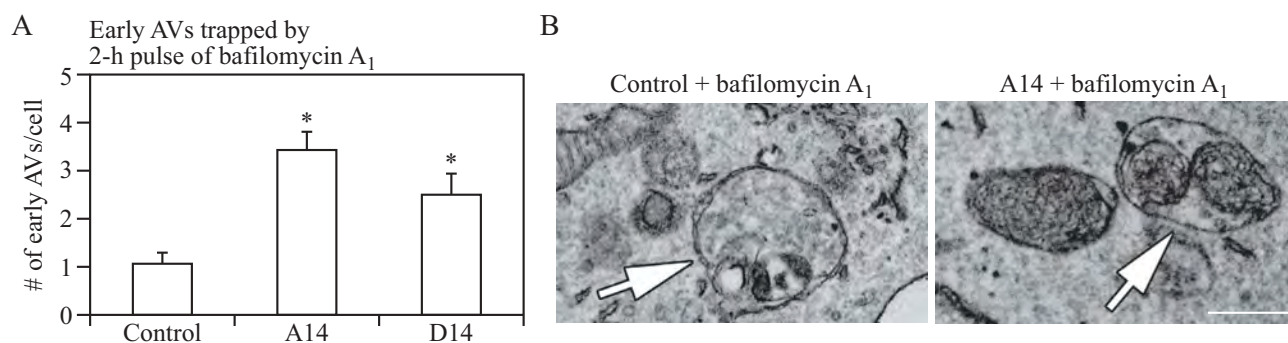 A
Early AVs trapped by
2-h pulse of bafilomycin A₁
# of early AVs/cell
5
4
3
2
1
0
*
*
Control A14 D14
B
Control + bafilomycin A₁
A14 + bafilomycin A₁